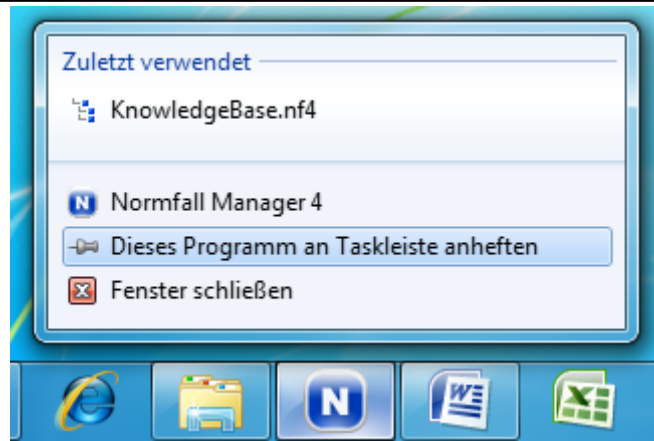 Zuletzt verwendet
KnowledgeBase.nf4
N Normfall Manager 4
Dieses Programm an Taskleiste anheften
Fenster schließen
N
W
X